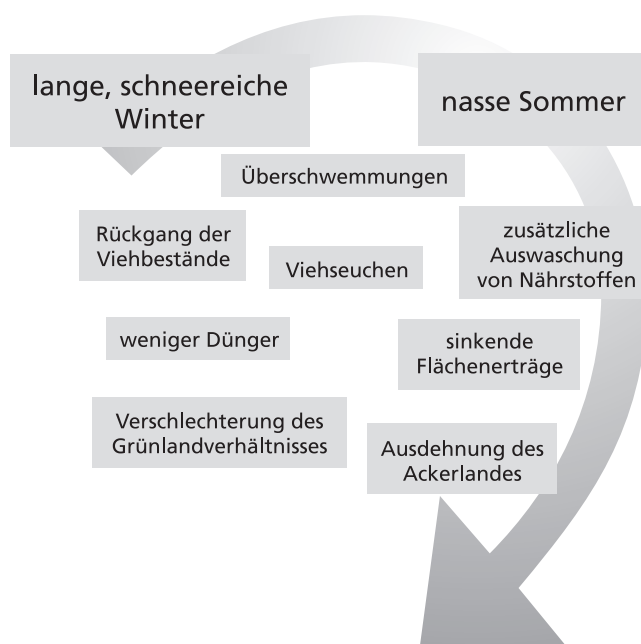 lange, schneereiche
Winter
nasse Sommer
Überschwemmungen
Rückgang der
Viehbestände
zusätzliche
Auswaschung
von Nährstoffen
Viehseuchen
weniger Dünger
sinkende
Flächenerträge
Verschlechterung des
Grünlandverhältnisses
Ausdehnung des
Ackerlandes